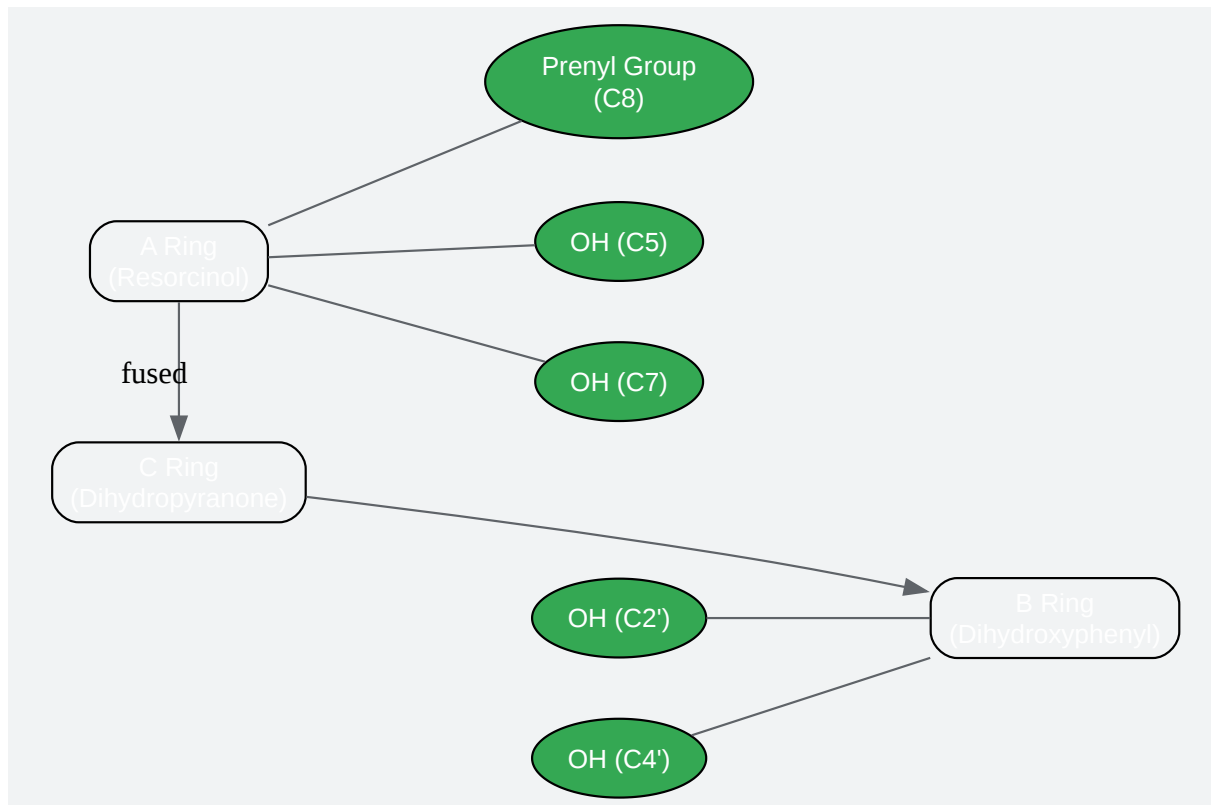 Prenyl Group
(C8)
A Ring
(Resorcinol)
OH (C5)
OH (C7)
fused
C Ring
(Dihydropyranone)
OH (C2')
B Ring
(Dihydroxyphenyl)
OH (C4')